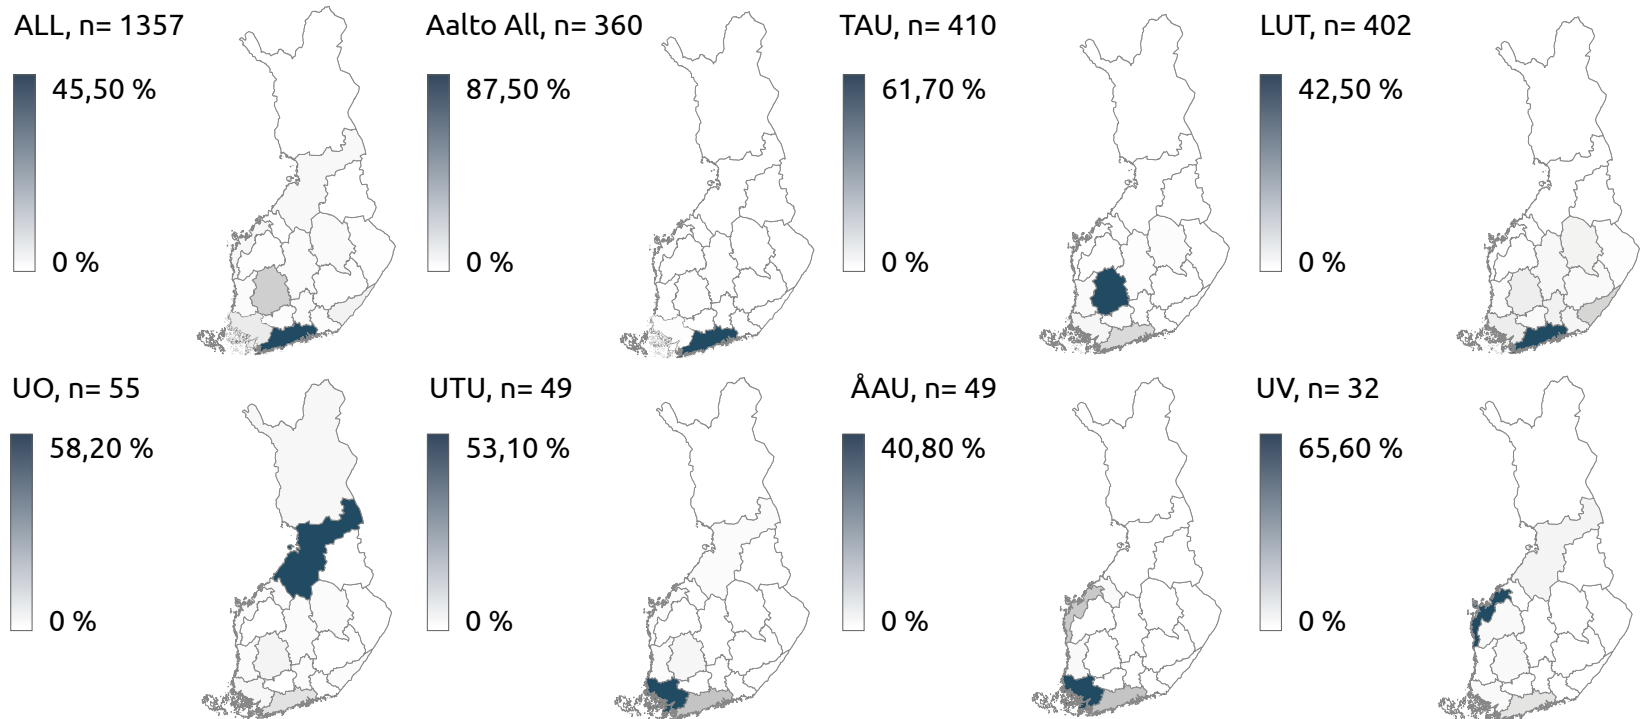 ALL, n= 1357
45,50 %
0 %
Aalto All, n= 360
87,50 %
0 %
TAU, n= 410
61,70 %
0 %
LUT, n= 402
42,50 %
0 %
UO, n= 55
58,20 %
0 %
UTU, n= 49
53,10 %
0 %
ÅAU, n= 49
40,80 %
0 %
UV, n= 32
65,60 %
0 %